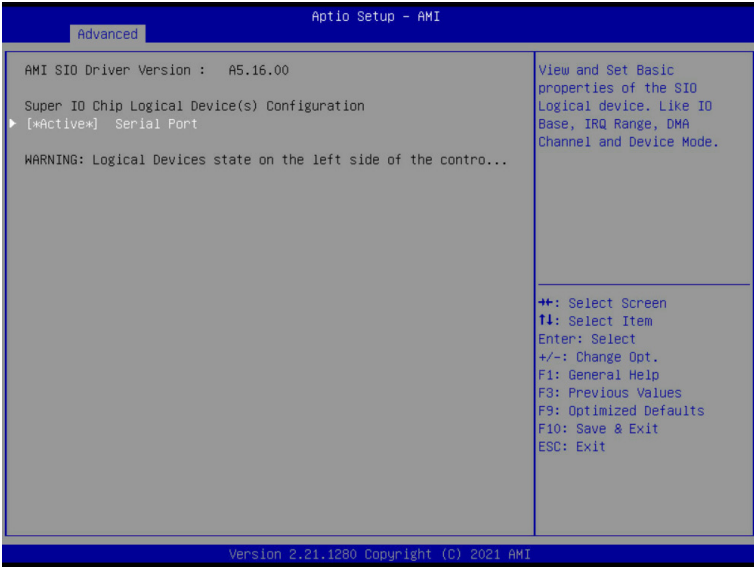 Aptio Setup – AMI
Advanced
AMI SIO Driver Version : A5.16.00
Super IO Chip Logical Device(s) Configuration
[*Active*] Serial Port
WARNING: Logical Devices state on the left side of the contro...
View and Set Basic
properties of the SIO
Logical device. Like IO
Base, IRQ Range, DMA
Channel and Device Mode.
→←: Select Screen
↑↓: Select Item
Enter: Select
+/-: Change Opt.
F1: General Help
F3: Previous Values
F9: Optimized Defaults
F10: Save & Exit
ESC: Exit
Version 2.21.1280 Copyright (C) 2021 AMI